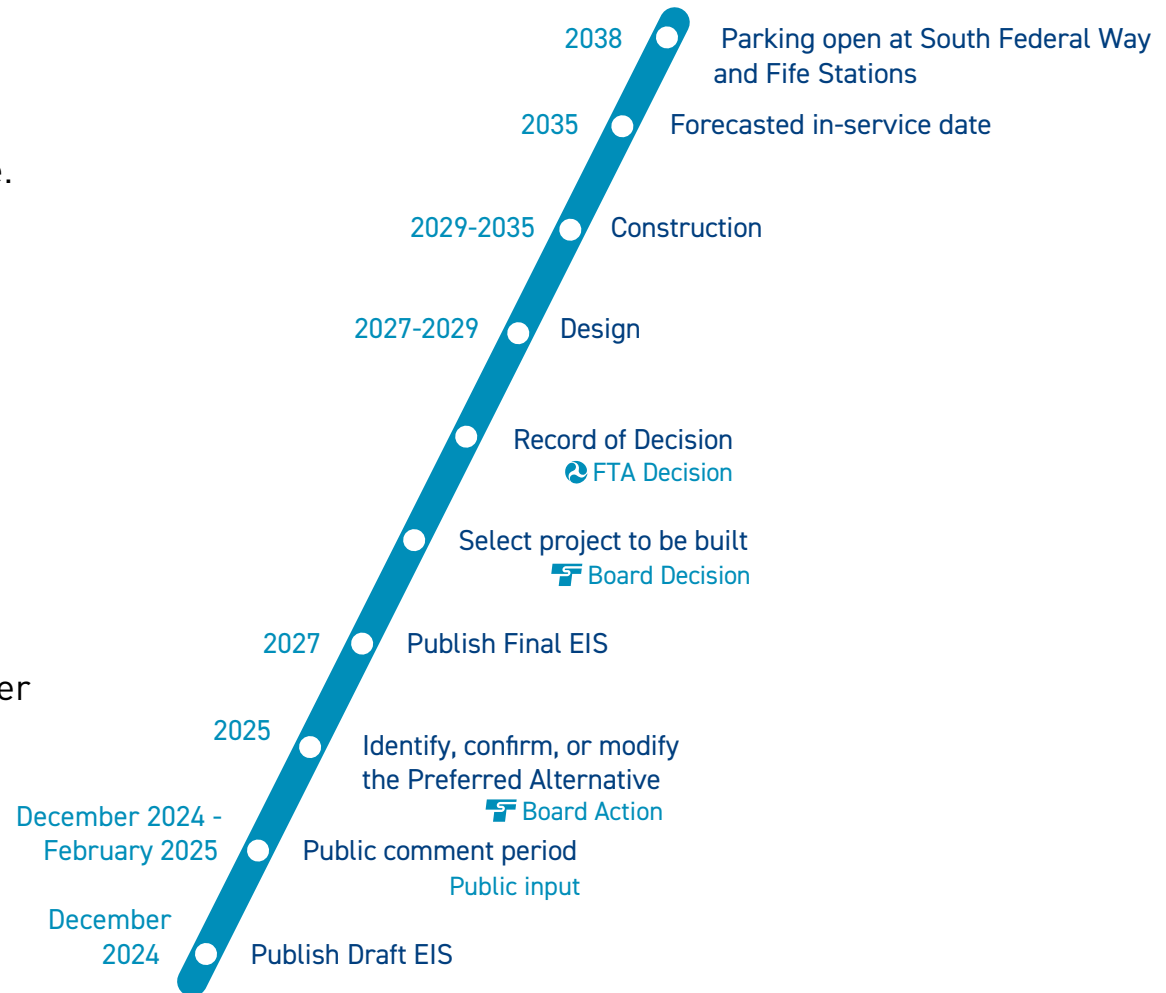 2038
Parking open at South Federal Way
and Fife Stations
2035
Forecasted in-service date
e.
2029-2035
Construction
2027-2029
Design
Record of Decision
FTA Decision
Select project to be built
Board Decision
2027
Publish Final EIS
er
2025
Identify, confirm, or modify
the Preferred Alternative
Board Action
December 2024 -
February 2025
Public comment period
Public input
December
2024
Publish Draft EIS